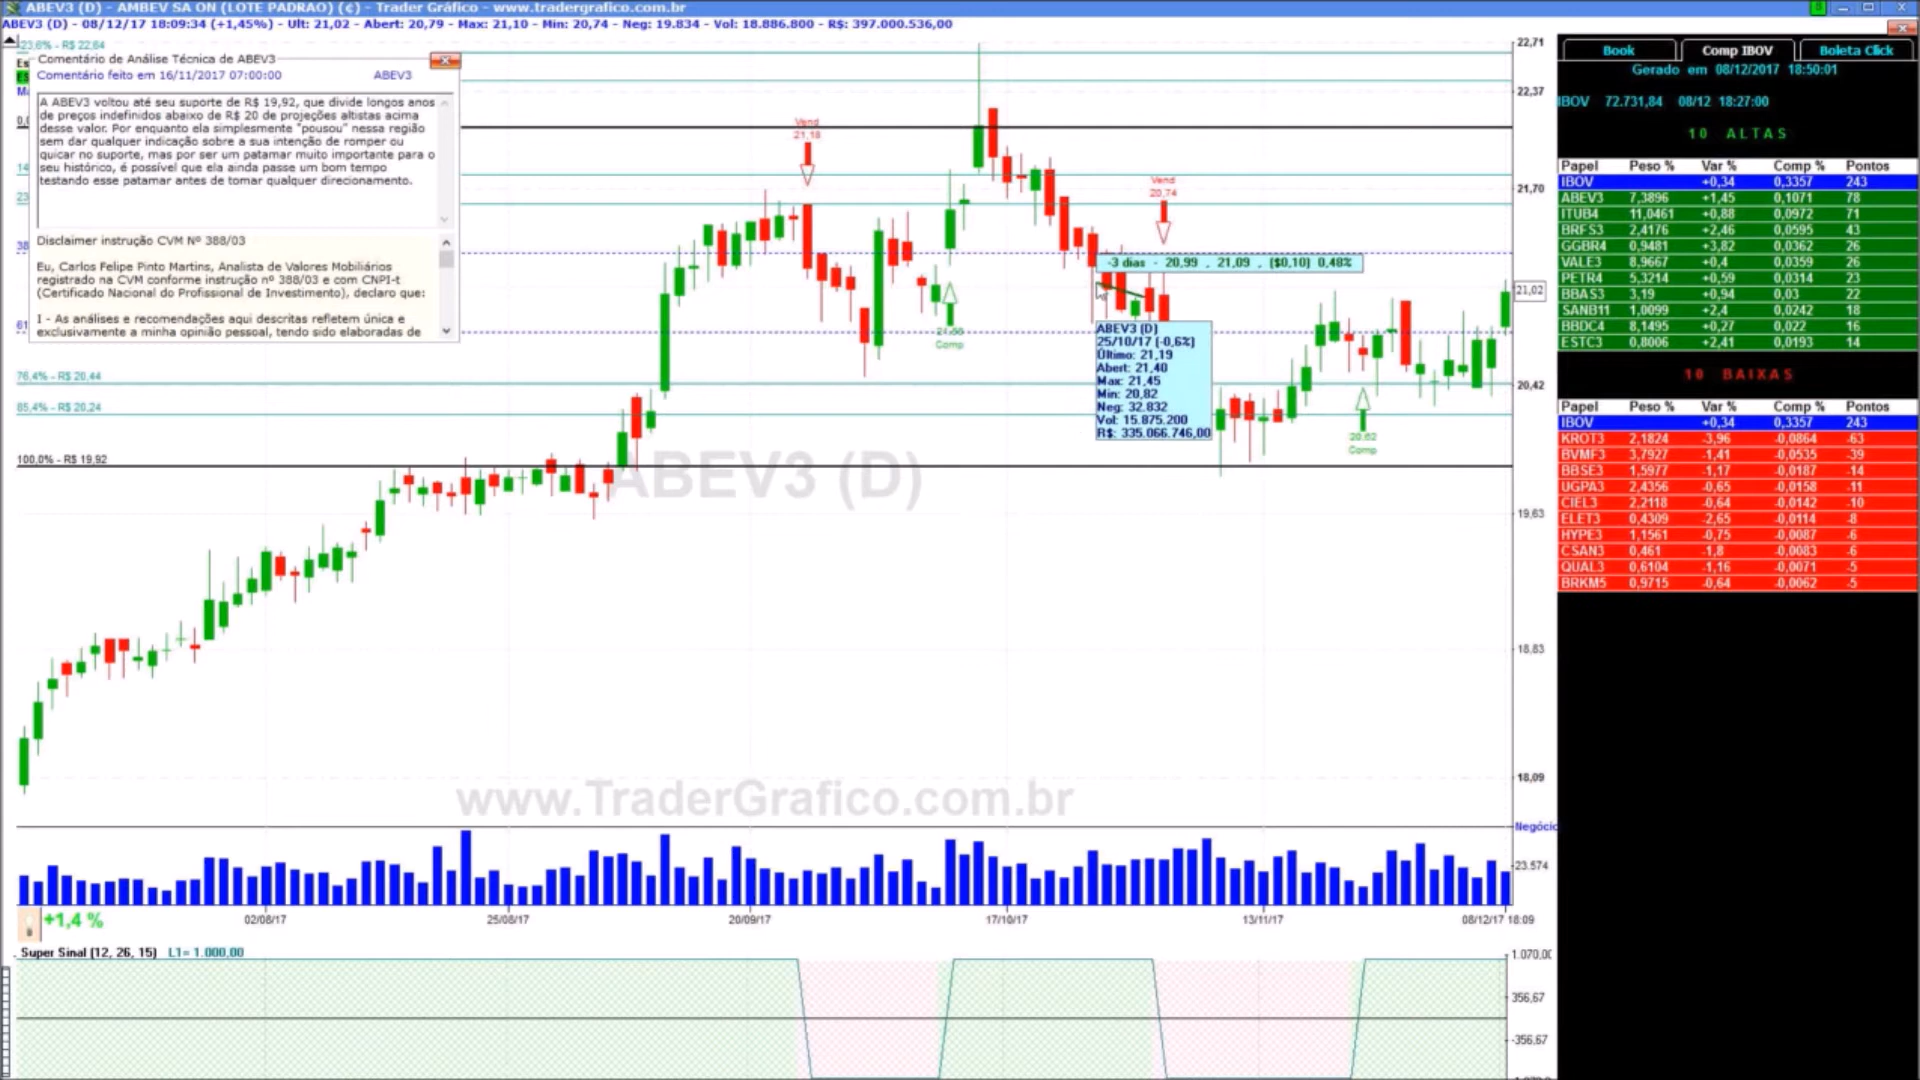 ABEV3 (D) - AMBEV SA ON (LOTE PADRAO) (¢) - Trader Gráfico - www.tradergrafico.com.br
ABEV3 (D) - 08/12/17 18:09:34 (+1,45%) - Ult: 21,02 - Abert: 20,79 - Max: 21,10 - Min: 20,74 - Neg: 19.834 - Vol: 18.886.800 - R$: 397.000.536,00
23,6% - R$ 22,64
Comentário de Análise Técnica de ABEV3
Comentário feito em 16/11/2017 07:00:00 ABEV3
A ABEV3 voltou até seu suporte de R$ 19,92, que divide longos anos
de preços indefinidos abaixo de R$ 20 de projeções altistas acima
desse valor. Por enquanto ela simplesmente "pousou" nessa região
sem dar qualquer indicação sobre a sua intenção de romper ou
quicar no suporte, mas por ser um patamar muito importante para o
seu histórico, é possível que ela ainda passe um bom tempo
testando esse patamar antes de tomar qualquer direcionamento.
Disclaimer instrução CVM Nº 388/03
Eu, Carlos Felipe Pinto Martins, Analista de Valores Mobiliários
registrado na CVM conforme instrução nº 388/03 e com CNPI-t
(Certificado Nacional do Profissional de Investimento), declaro que:
I - As análises e recomendações aqui descritas refletem única e
exclusivamente a minha opinião pessoal, tendo sido elaboradas de
76,4% - R$ 20,44
85,4% - R$ 20,24
100,0% - R$ 19,92
Vend
21,18
Comp
Vend
20,74
-3 dias - 20,99 , 21,09 , ($0,10) 0,48%
ABEV3 (D)
25/10/17 (-0,6%)
Último: 21,19
Abert: 21,40
Max: 21,45
Min: 20,82
Neg: 32.832
Vol: 15.875.200
R$: 335.066.746,00
20,62
Comp
ABEV3 (D)
www.TraderGrafico.com.br
22,71
22,37
21,70
21,02
20,42
19,63
18,83
18,09
Negócio
23.574
+1,4 %
02/08/17 25/08/17 20/09/17 17/10/17 13/11/17 08/12/17 18:09
Super Sinal (12, 26, 15) L1= 1.000,00
1.070,00
356,67
-356,67
Book Comp IBOV Boleta Click
Gerado em 08/12/2017 18:50:01
IBOV 72.731,84 08/12 18:27:00
10 ALTAS
Papel Peso % Var % Comp % Pontos
IBOV +0,34 0,3357 243
ABEV3 7,3896 +1,45 0,1071 78
ITUB4 11,0461 +0,88 0,0972 71
BRFS3 2,4176 +2,46 0,0595 43
GGBR4 0,9481 +3,82 0,0362 26
VALE3 8,9667 +0,4 0,0359 26
PETR4 5,3214 +0,59 0,0314 23
BBAS3 3,19 +0,94 0,03 22
SANB11 1,0099 +2,4 0,0242 18
BBDC4 8,1495 +0,27 0,022 16
ESTC3 0,8006 +2,41 0,0193 14
10 BAIXAS
Papel Peso % Var % Comp % Pontos
IBOV +0,34 0,3357 243
KROT3 2,1824 -3,96 -0,0864 -63
BVMF3 3,7927 -1,41 -0,0535 -39
BBSE3 1,5977 -1,17 -0,0187 -14
UGPA3 2,4356 -0,65 -0,0158 -11
CIEL3 2,2118 -0,64 -0,0142 -10
ELET3 0,4309 -2,65 -0,0114 -8
HYPE3 1,1561 -0,75 -0,0087 -6
CSAN3 0,461 -1,8 -0,0083 -6
QUAL3 0,6104 -1,16 -0,0071 -5
BRKM5 0,9715 -0,64 -0,0062 -5